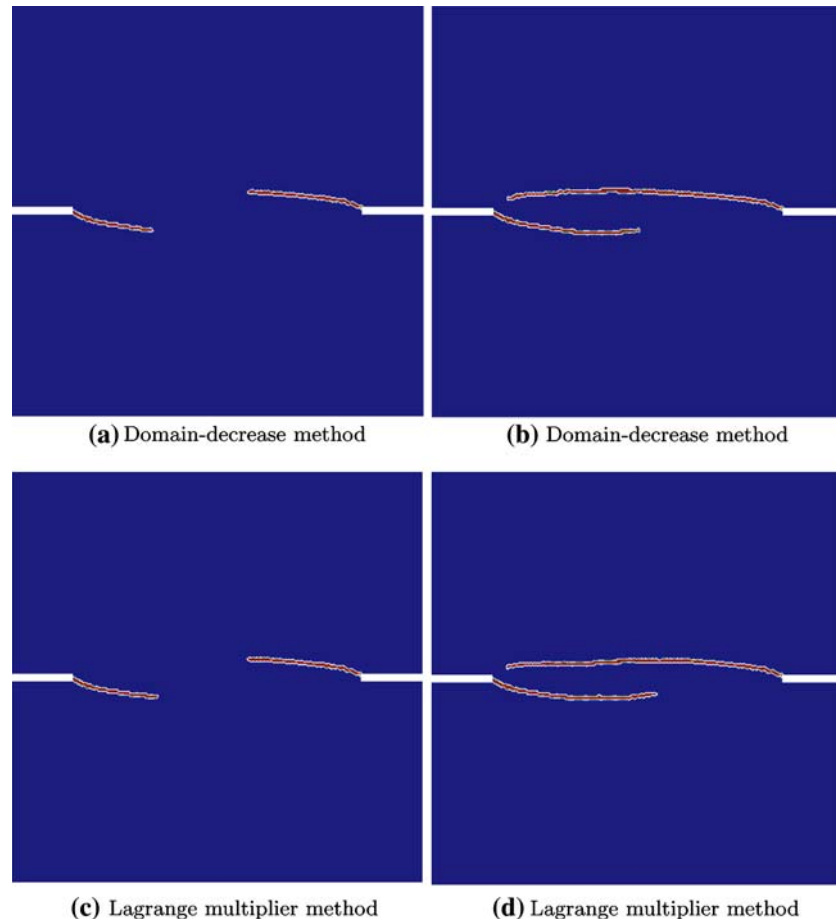 (a) Domain-decrease method
(b) Domain-decrease method
(c) Lagrange multiplier method
(d) Lagrange multiplier method